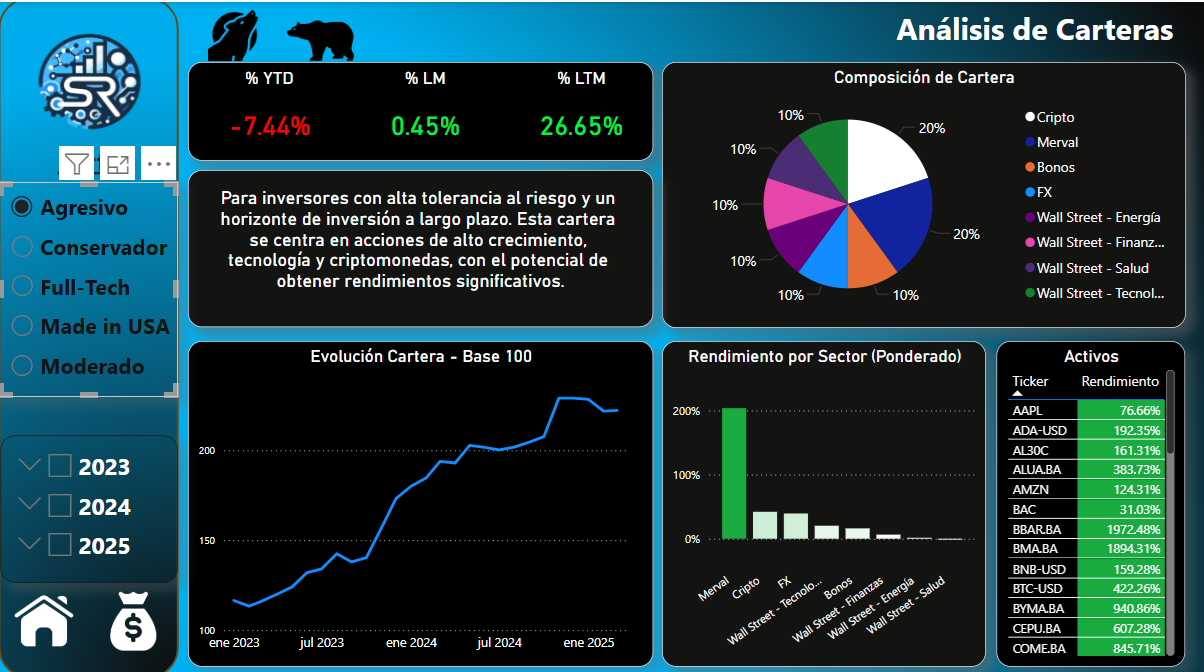 Análisis de Carteras
SR
Agresivo
Conservador
Full-Tech
Made in USA
Moderado
2023
2024
2025
$
% YTD
% LM
% LTM
-7.44%
0.45%
26.65%
Para inversores con alta tolerancia al riesgo y un
horizonte de inversión a largo plazo. Esta cartera
se centra en acciones de alto crecimiento,
tecnología y criptomonedas, con el potencial de
obtener rendimientos significativos.
Composición de Cartera
20%
20%
10%
10%
10%
10%
10%
10%
Cripto
Merval
Bonos
FX
Wall Street - Energía
Wall Street - Finanz...
Wall Street - Salud
Wall Street - Tecnol...
Evolución Cartera - Base 100
200
150
100
ene 2023
jul 2023
ene 2024
jul 2024
ene 2025
Rendimiento por Sector (Ponderado)
200%
100%
0%
Merval
Cripto
FX
Wall Street - Tecnolo...
Bonos
Wall Street - Finanzas
Wall Street - Energía
Wall Street - Salud
Activos
Ticker Rendimiento
AAPL 76.66%
ADA-USD 192.35%
AL30C 161.31%
ALUA.BA 383.73%
AMZN 124.31%
BAC 31.03%
BBAR.BA 1972.48%
BMA.BA 1894.31%
BNB-USD 159.28%
BTC-USD 422.26%
BYMA.BA 940.86%
CEPU.BA 607.28%
COME.BA 845.71%